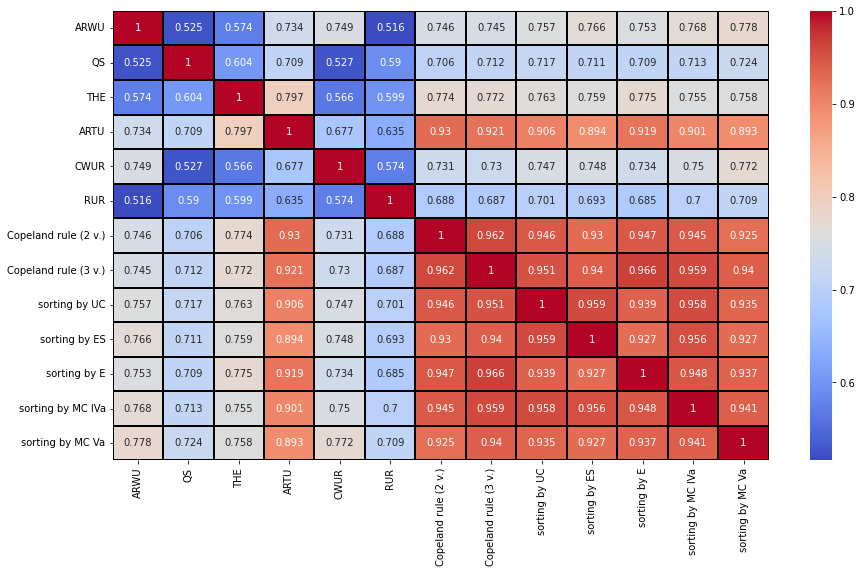 ARWU 1 0.525 0.574 0.734 0.749 0.516 0.746 0.745 0.757 0.766 0.753 0.768 0.778
QS 0.525 1 0.604 0.709 0.527 0.59 0.706 0.712 0.717 0.711 0.709 0.713 0.724
THE 0.574 0.604 1 0.797 0.566 0.599 0.774 0.772 0.763 0.759 0.775 0.755 0.758
ARTU 0.734 0.709 0.797 1 0.677 0.635 0.93 0.921 0.906 0.894 0.919 0.901 0.893
CWUR 0.749 0.527 0.566 0.677 1 0.574 0.731 0.73 0.747 0.748 0.734 0.75 0.772
RUR 0.516 0.59 0.599 0.635 0.574 1 0.688 0.687 0.701 0.693 0.685 0.7 0.709
Copeland rule (2 v.) 0.746 0.706 0.774 0.93 0.731 0.688 1 0.962 0.946 0.93 0.947 0.945 0.925
Copeland rule (3 v.) 0.745 0.712 0.772 0.921 0.73 0.687 0.962 1 0.951 0.94 0.966 0.959 0.94
sorting by UC 0.757 0.717 0.763 0.906 0.747 0.701 0.946 0.951 1 0.959 0.939 0.958 0.935
sorting by ES 0.766 0.711 0.759 0.894 0.748 0.693 0.93 0.94 0.959 1 0.927 0.956 0.927
sorting by E 0.753 0.709 0.775 0.919 0.734 0.685 0.947 0.966 0.939 0.927 1 0.948 0.937
sorting by MC IVa 0.768 0.713 0.755 0.901 0.75 0.7 0.945 0.959 0.958 0.956 0.948 1 0.941
sorting by MC Va 0.778 0.724 0.758 0.893 0.772 0.709 0.925 0.94 0.935 0.927 0.937 0.941 1
ARWU
QS
THE
ARTU
CWUR
RUR
Copeland rule (2 v.)
Copeland rule (3 v.)
sorting by UC
sorting by ES
sorting by E
sorting by MC IVa
sorting by MC Va
1.0
0.9
0.8
0.7
0.6